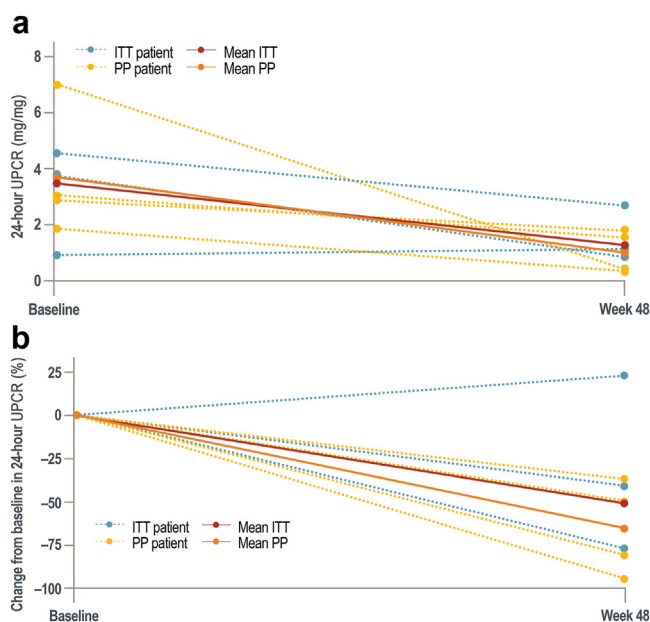 a
ITT patient Mean ITT
PP patient Mean PP
24-hour UPCR (mg/mg)
8
6
4
2
0
Baseline Week 48
b
Change from baseline in 24-hour UPCR (%)
25
0
−25
−50
−75
−100
ITT patient Mean ITT
PP patient Mean PP
Baseline Week 48